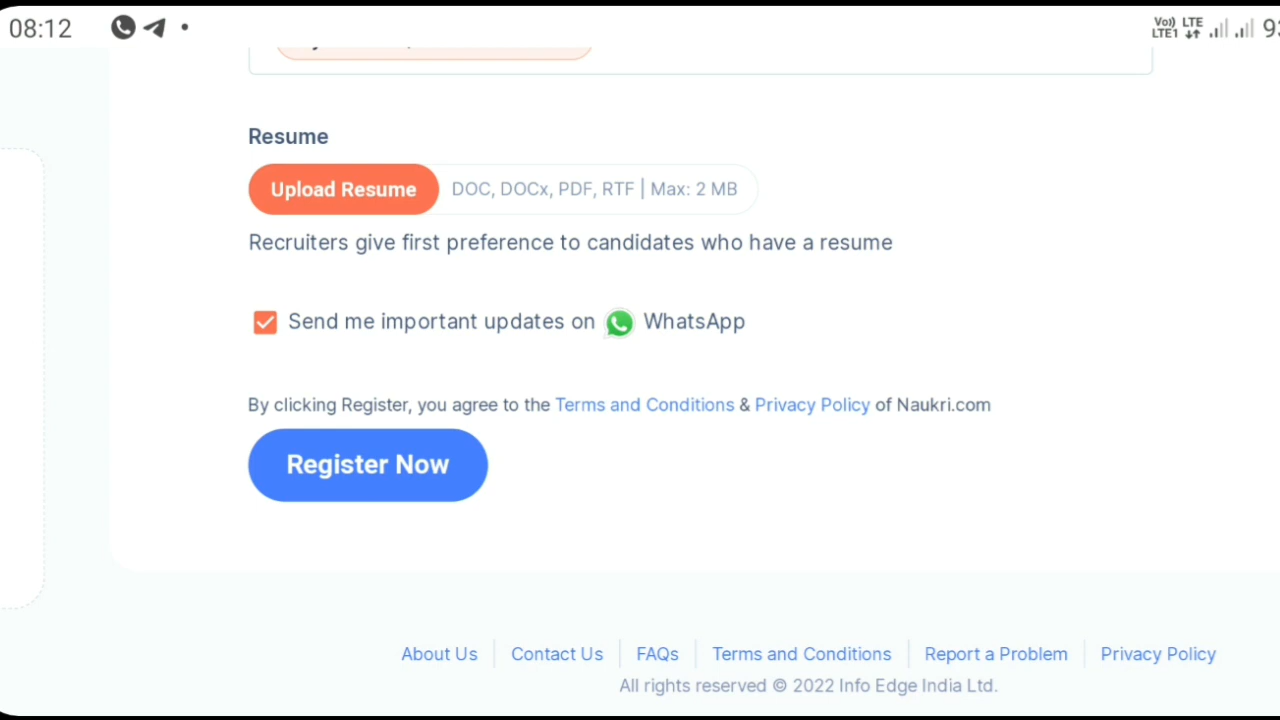 08:12 Vo)) LTE1 LTE
Resume
Upload Resume DOC, DOCx, PDF, RTF | Max: 2 MB
Recruiters give first preference to candidates who have a resume
Send me important updates on WhatsApp
By clicking Register, you agree to the Terms and Conditions & Privacy Policy of Naukri.com
Register Now
About Us Contact Us FAQs Terms and Conditions Report a Problem Privacy Policy
All rights reserved © 2022 Info Edge India Ltd.